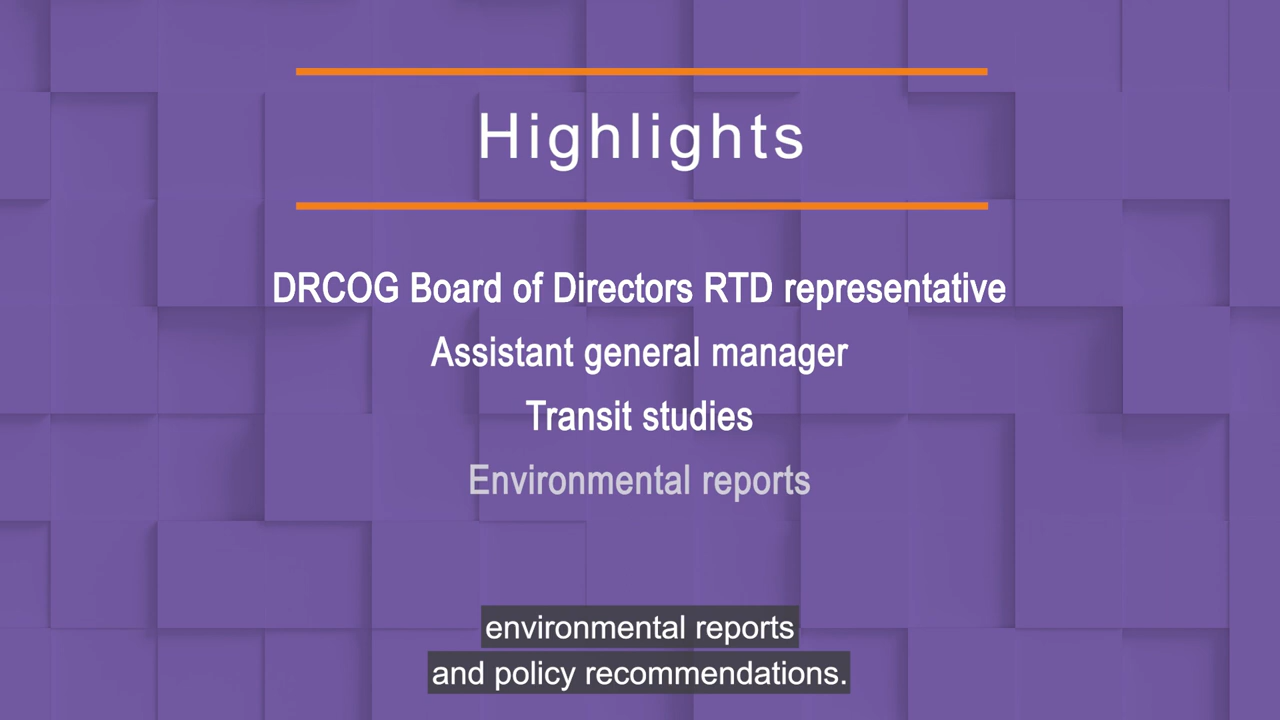 Highlights
DRCOG Board of Directors RTD representative
Assistant general manager
Transit studies
Environmental reports
environmental reports
and policy recommendations.